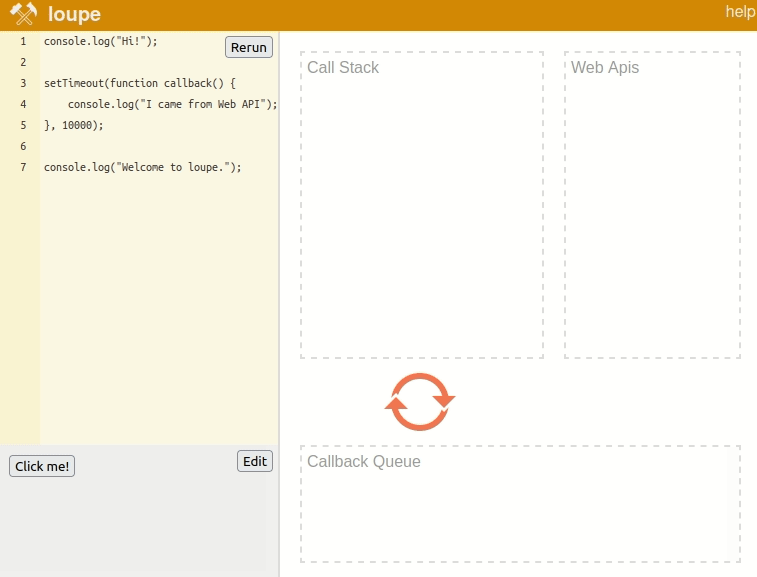 loupe
help
1 console.log("Hi!");
Rerun
2
3 setTimeout(function callback() {
4     console.log("I came from Web API");
5 }, 10000);
6
7 console.log("Welcome to loupe.");
Call Stack
Web Apis
Click me!
Edit
Callback Queue